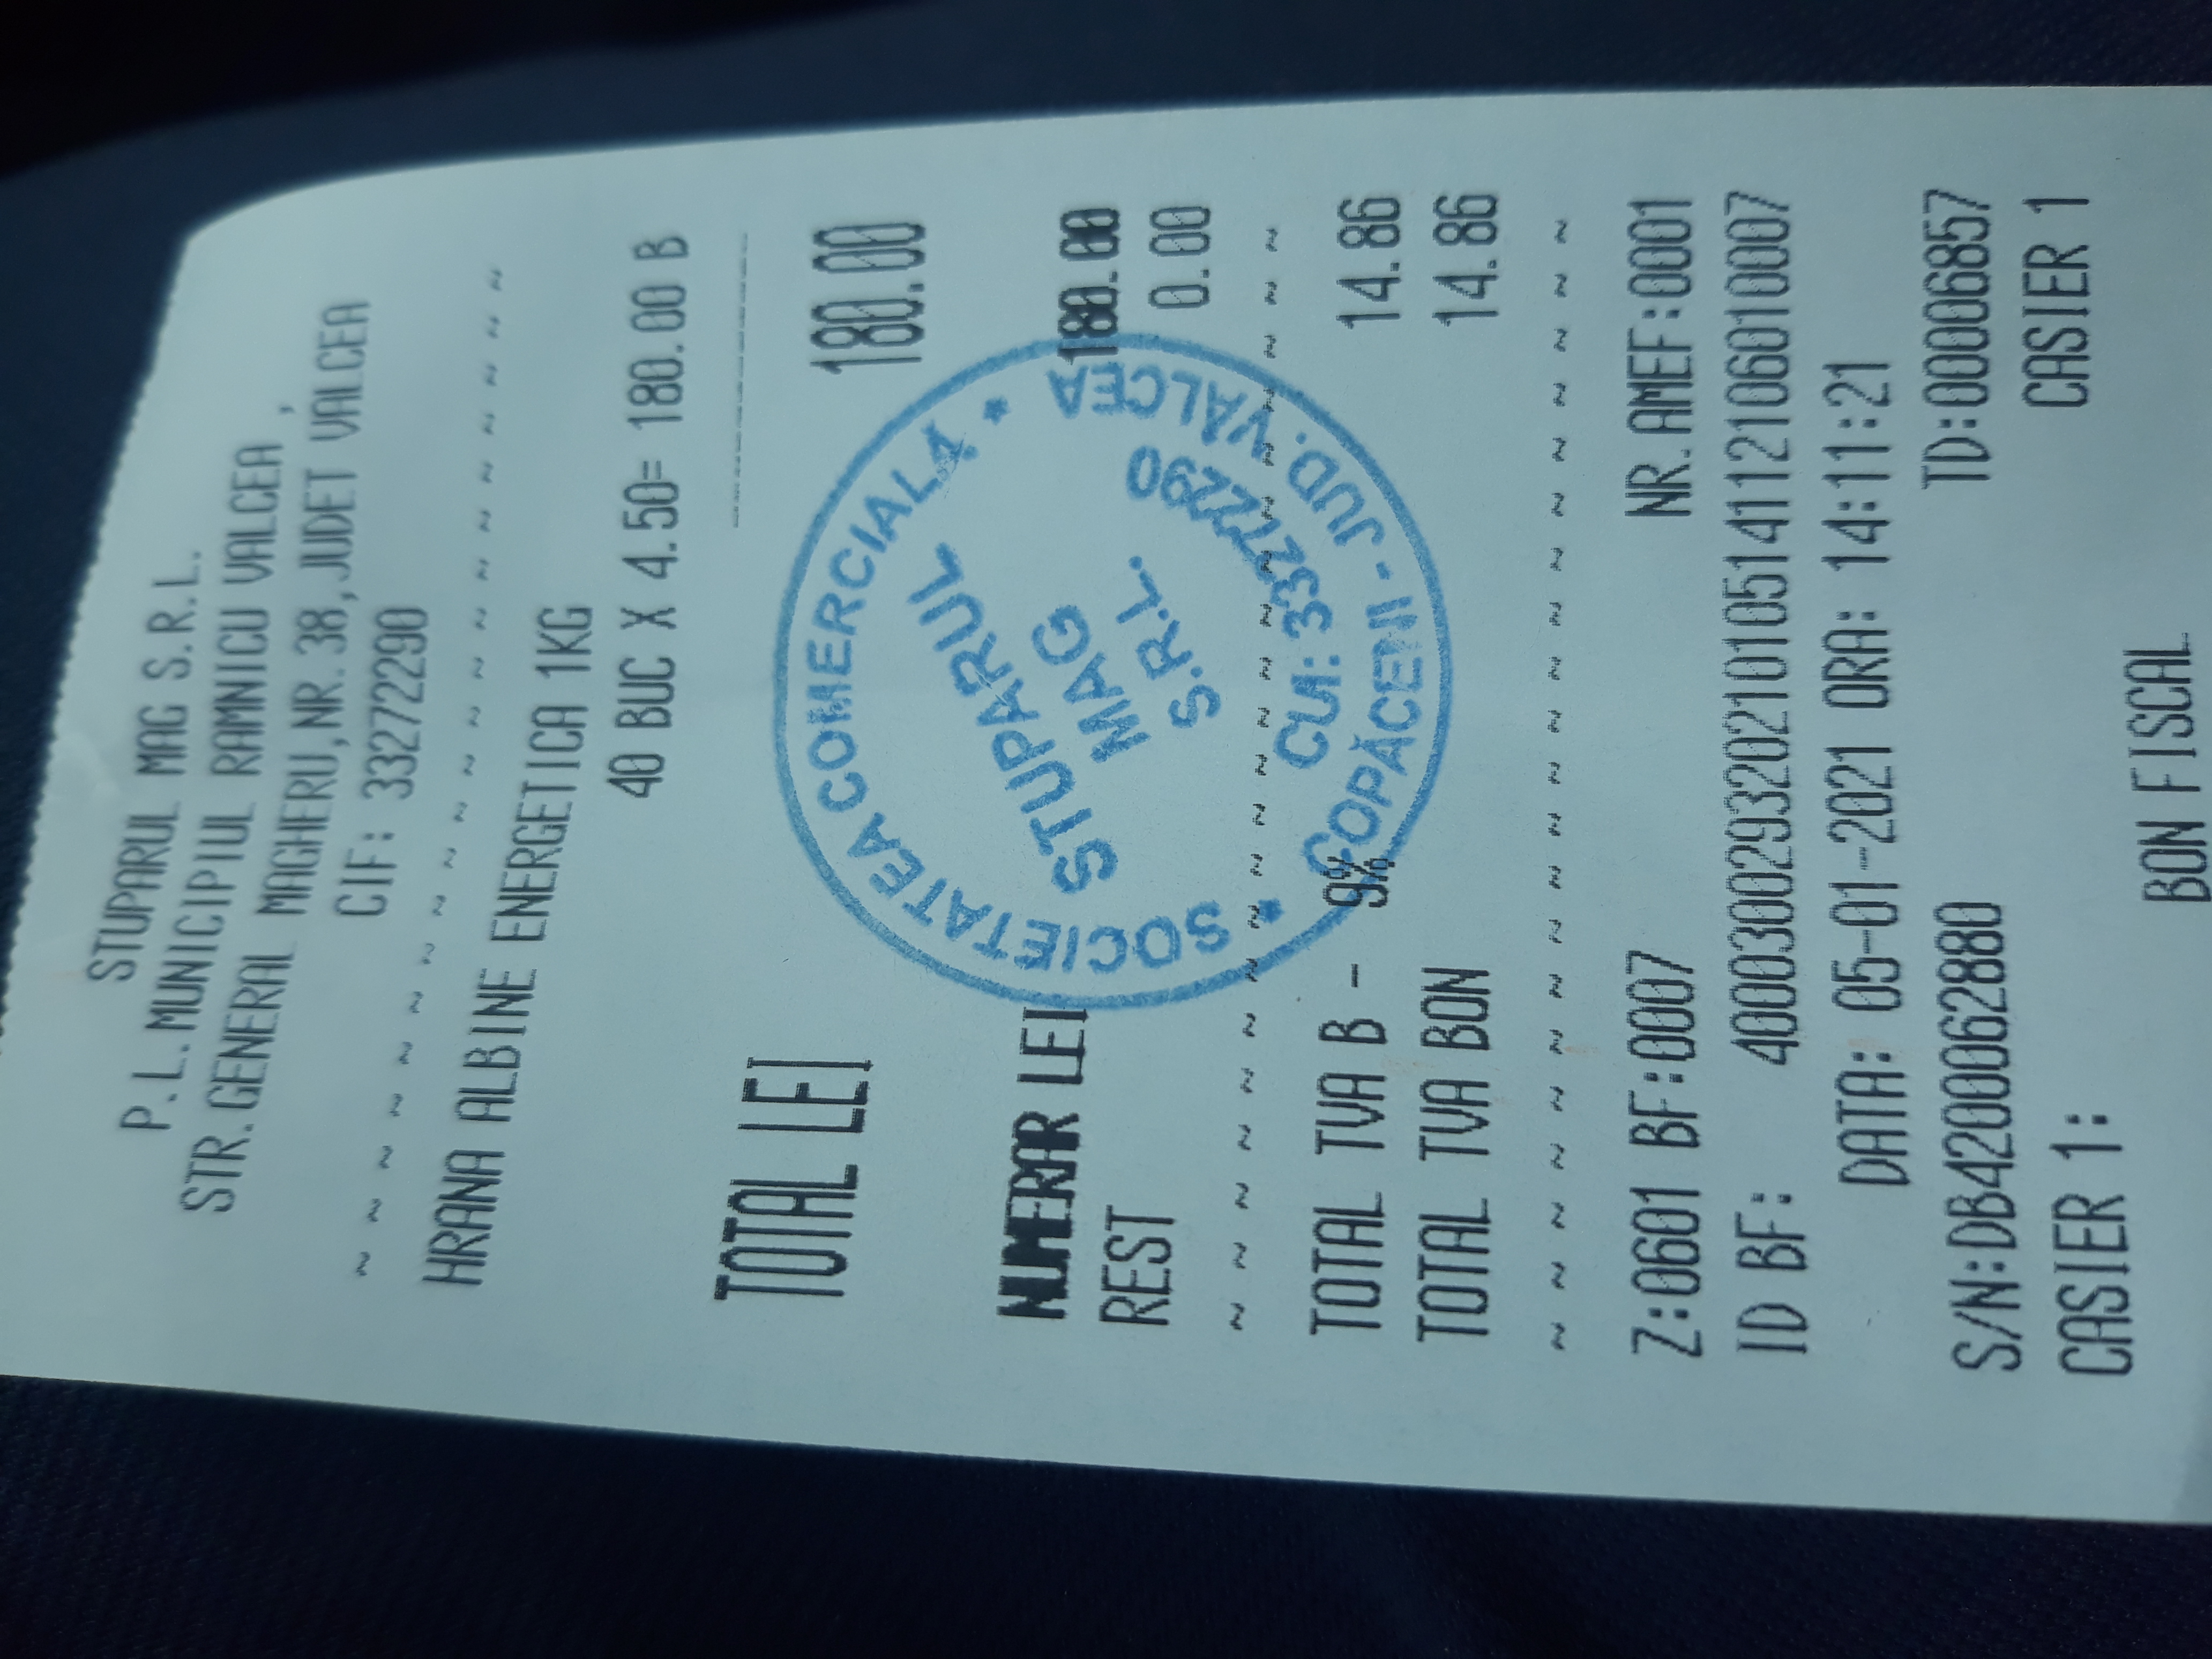 STUPARUL MAG S.R.L.
P.L.MUNICIPIUL RAMNICU VALCEA ,
STR.GENERAL MAGHERU,NR.38,JUDET VALCEA
CIF: 33272290
~ ~ ~ ~ ~ ~ ~ ~ ~ ~ ~ ~ ~ ~ ~ ~ ~ ~ ~ ~
HRANA ALBINE ENERGETICA 1KG
40 BUC X 4.50= 180.00 B
TOTAL LEI 180.00
NUMERAR LEI 180.00
REST 0.00
~ ~ ~ ~ ~ ~ ~ ~ ~ ~ ~ ~ ~ ~ ~ ~ ~ ~ ~ ~ ~
TOTAL TVA B - 9% 14.86
TOTAL TVA BON 14.86
~ ~ ~ ~ ~ ~ ~ ~ ~ ~ ~ ~ ~ ~ ~ ~ ~ ~ ~ ~ ~
Z:0601 BF:0007 NR.AMEF:0001
ID BF: 4000300293202101051411210601000​7
DATA: 05-01-2021 ORA: 14:11:21
S/N:DB4200062880 TD:0006857
CASIER 1: CASIER 1
BON FISCAL
* SOCIETATEA COMERCIALĂ *
STUPARUL
MAG
S.R.L.
CUI: 33272290
COPĂCENI - JUD. VÂLCEA